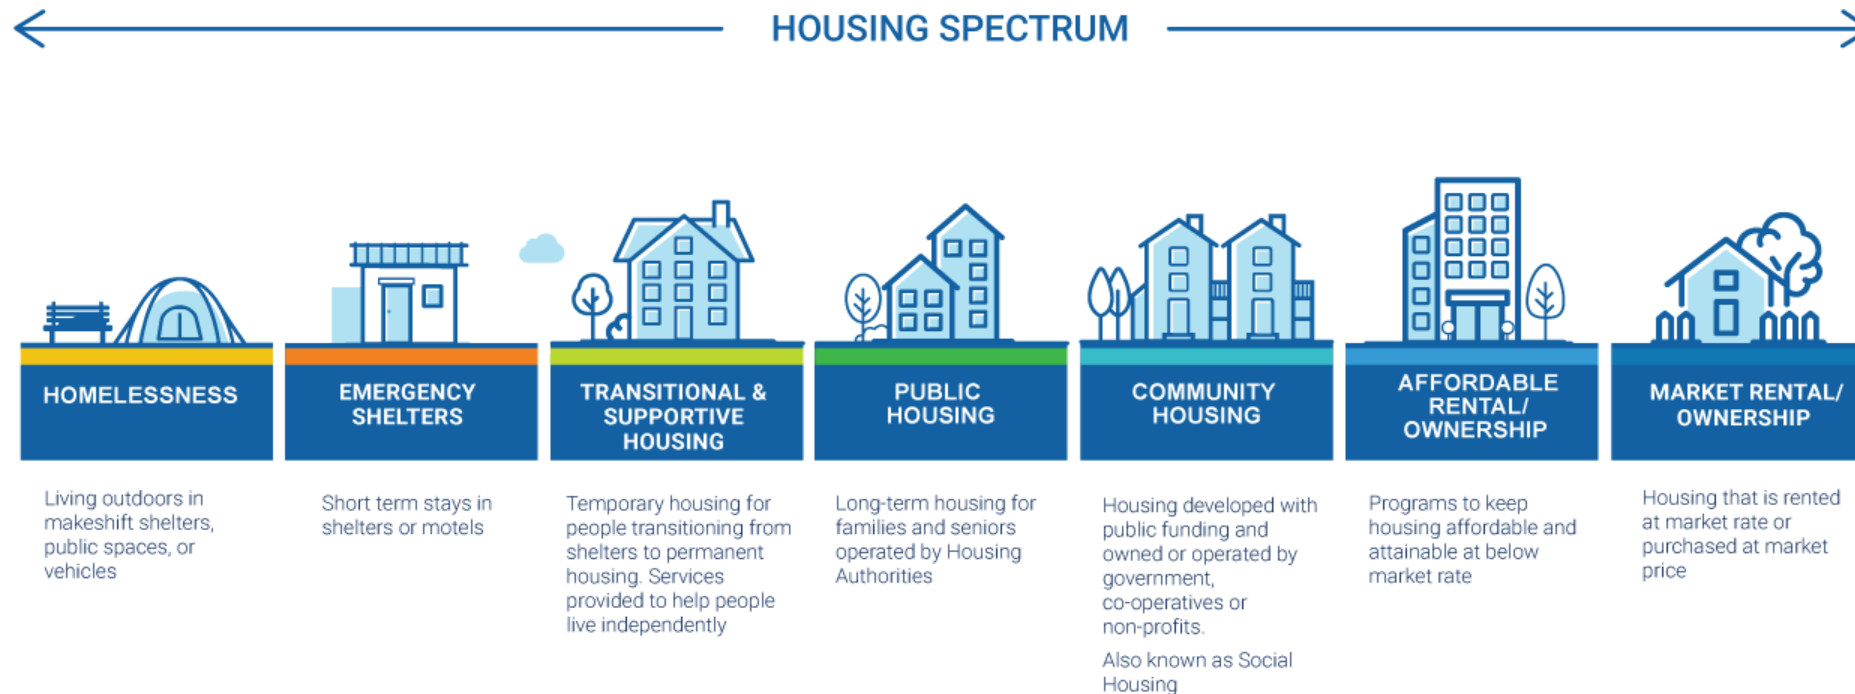 HOUSING SPECTRUM
HOMELESSNESS
Living outdoors in
makeshift shelters,
public spaces, or
vehicles
EMERGENCY
SHELTERS
Short term stays in
shelters or motels
TRANSITIONAL &
SUPPORTIVE
HOUSING
Temporary housing for
people transitioning from
shelters to permanent
housing. Services
provided to help people
live independently
PUBLIC
HOUSING
Long-term housing for
families and seniors
operated by Housing
Authorities
COMMUNITY
HOUSING
Housing developed with
public funding and
owned or operated by
government,
co-operatives or
non-profits.
Also known as Social
Housing
AFFORDABLE
RENTAL/
OWNERSHIP
Programs to keep
housing affordable and
attainable at below
market rate
MARKET RENTAL/
OWNERSHIP
Housing that is rented
at market rate or
purchased at market
price